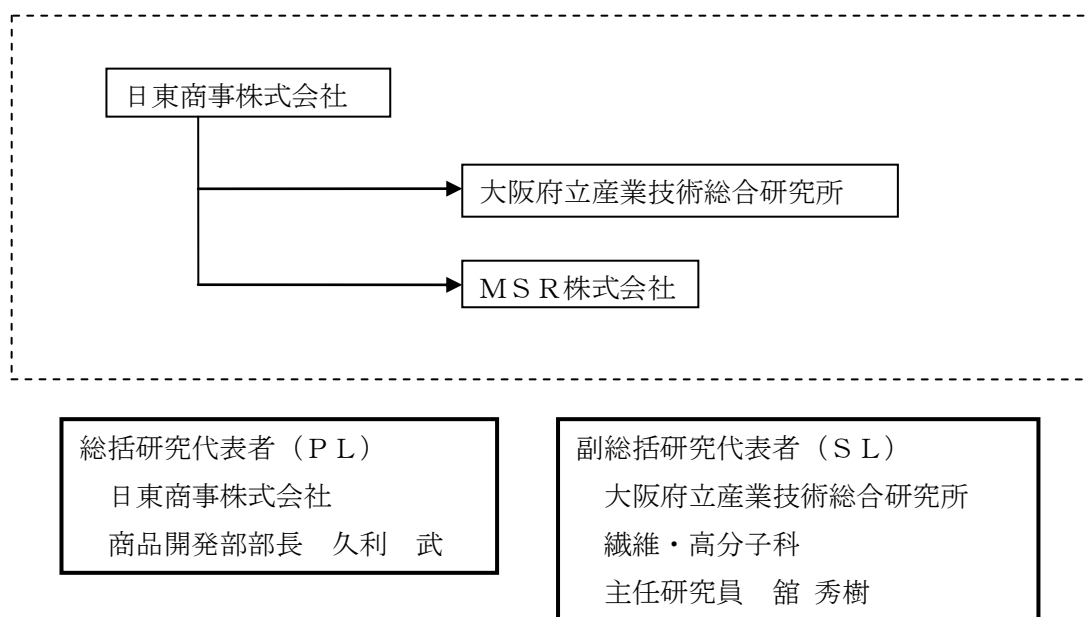 日東商事株式会社
大阪府立産業技術総合研究所
ＭＳＲ株式会社
総括研究代表者（ＰＬ）
日東商事株式会社
商品開発部部長　久利　武
副総括研究代表者（ＳＬ）
大阪府立産業技術総合研究所
繊維・高分子科
主任研究員　舘 秀樹